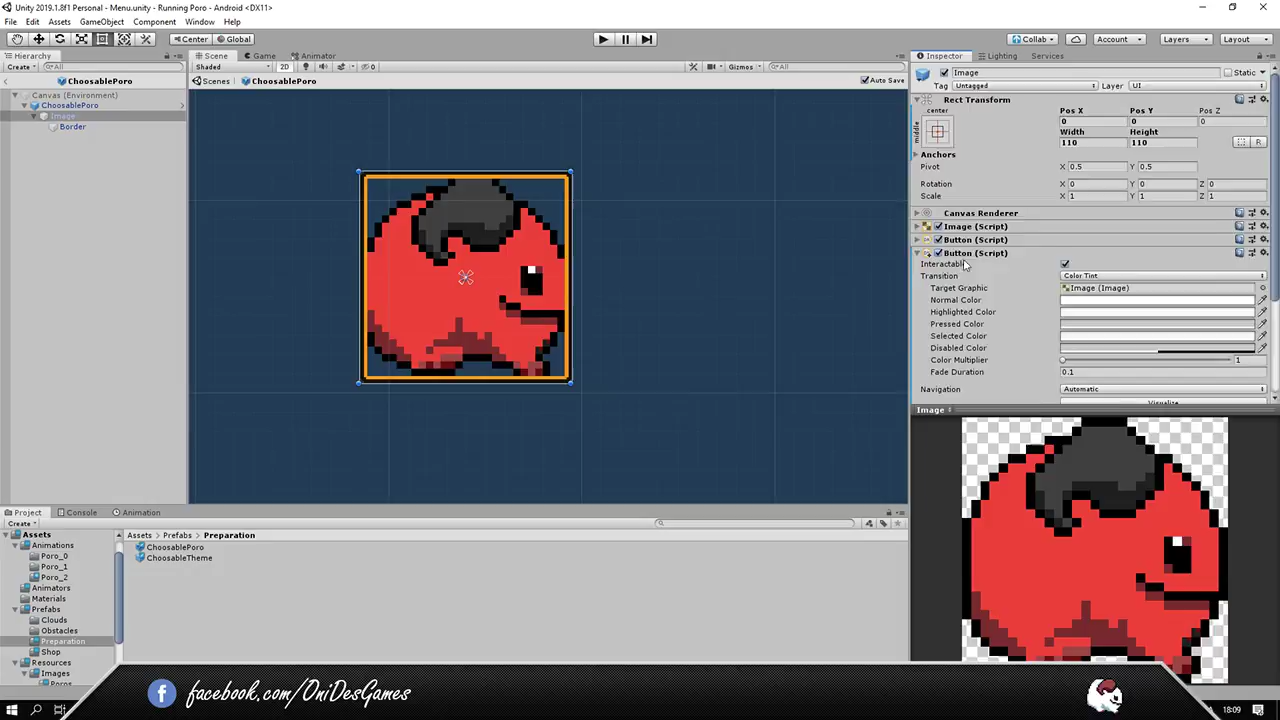 Unity 2019.1.8f1 Personal - Menu.unity - Running Poro - Android <DX11>
File Edit Assets GameObject Component Window Help
Center Global
Collab Account Layers Layout
Hierarchy
Scene Game Animator
Inspector Lighting Services
Create All
Shaded 2D 0 Gizmos All
Image Static
ChoosablePoro
Scenes ChoosablePoro Auto Save
Tag Untagged Layer UI
Canvas (Environment)
ChoosablePoro
Image
Border
Rect Transform
center
middle
Pos X Pos Y Pos Z
0 0 0
Width Height
110 110
R
Anchors
Pivot X 0.5 Y 0.5
Rotation X 0 Y 0 Z 0
Scale X 1 Y 1 Z 1
Canvas Renderer
Image (Script)
Button (Script)
Button (Script)
Interactable
Transition Color Tint
Target Graphic Image (Image)
Normal Color
Highlighted Color
Pressed Color
Selected Color
Disabled Color
Color Multiplier 1
Fade Duration 0.1
Navigation Automatic
Visualize
Image
Project Console Animation
Create
Assets
Animations
Poro_0
Poro_1
Poro_2
Animators
Materials
Prefabs
Clouds
Obstacles
Preparation
Shop
Resources
Images
Poros
Assets Prefabs Preparation
ChoosablePoro
ChoosableTheme
facebook.com/OniDesGames
18:09